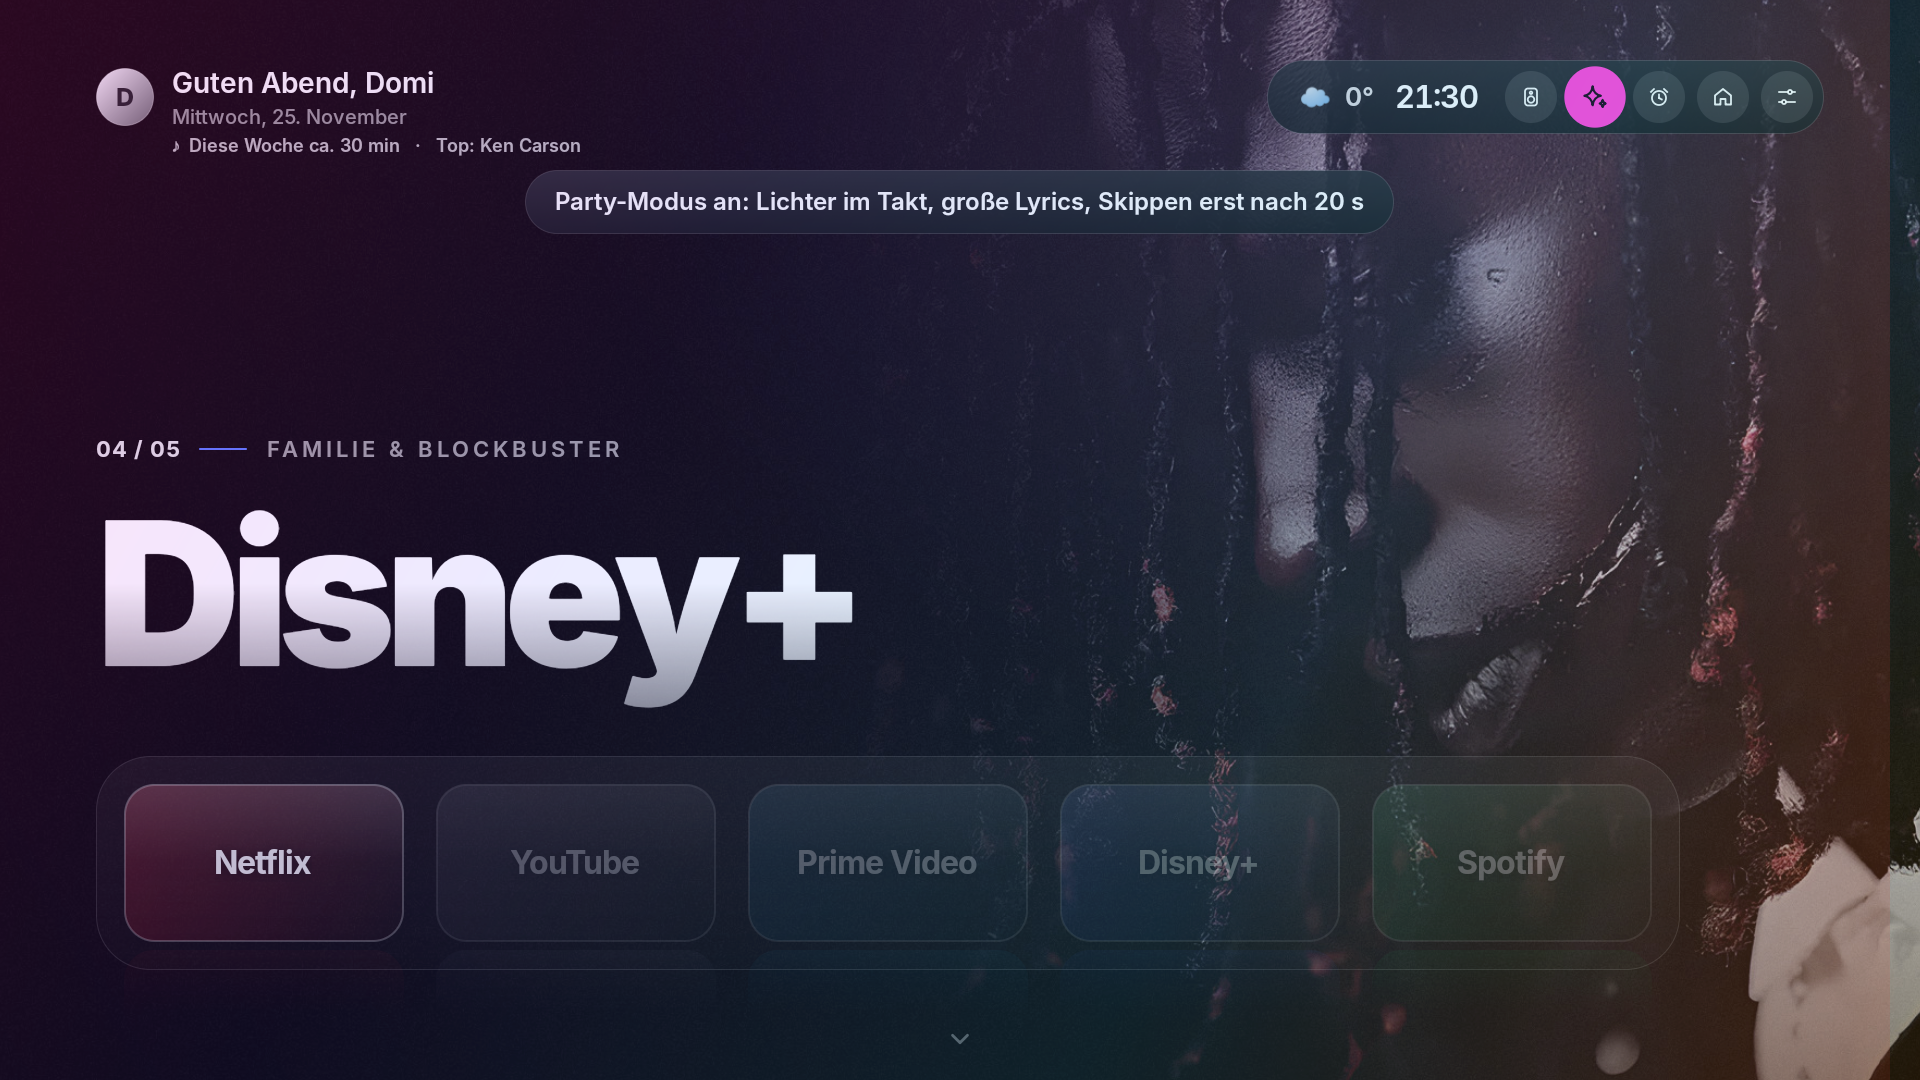 D
Guten Abend, Domi
Mittwoch, 25. November
♪ Diese Woche ca. 30 min · Top: Ken Carson
0° 21:30
Party-Modus an: Lichter im Takt, große Lyrics, Skippen erst nach 20 s
04 / 05 — FAMILIE & BLOCKBUSTER
Disney+
Netflix YouTube Prime Video Disney+ Spotify